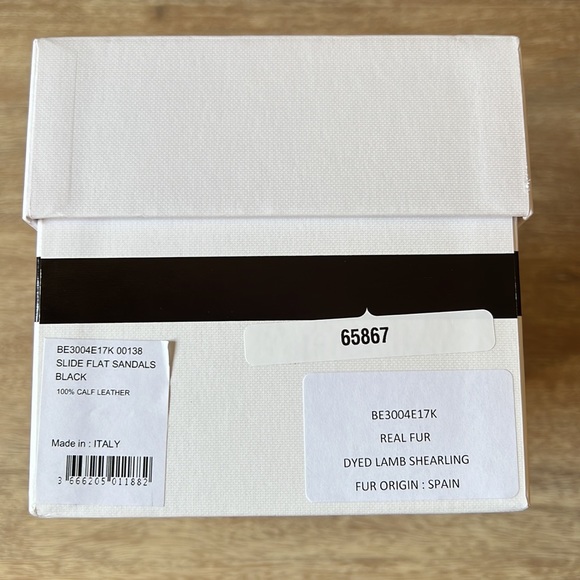 65867
BE3004E17K 00138
SLIDE FLAT SANDALS
BLACK
100% CALF LEATHER
Made in : ITALY
3 666205 011882
BE3004E17K
REAL FUR
DYED LAMB SHEARLING
FUR ORIGIN : SPAIN